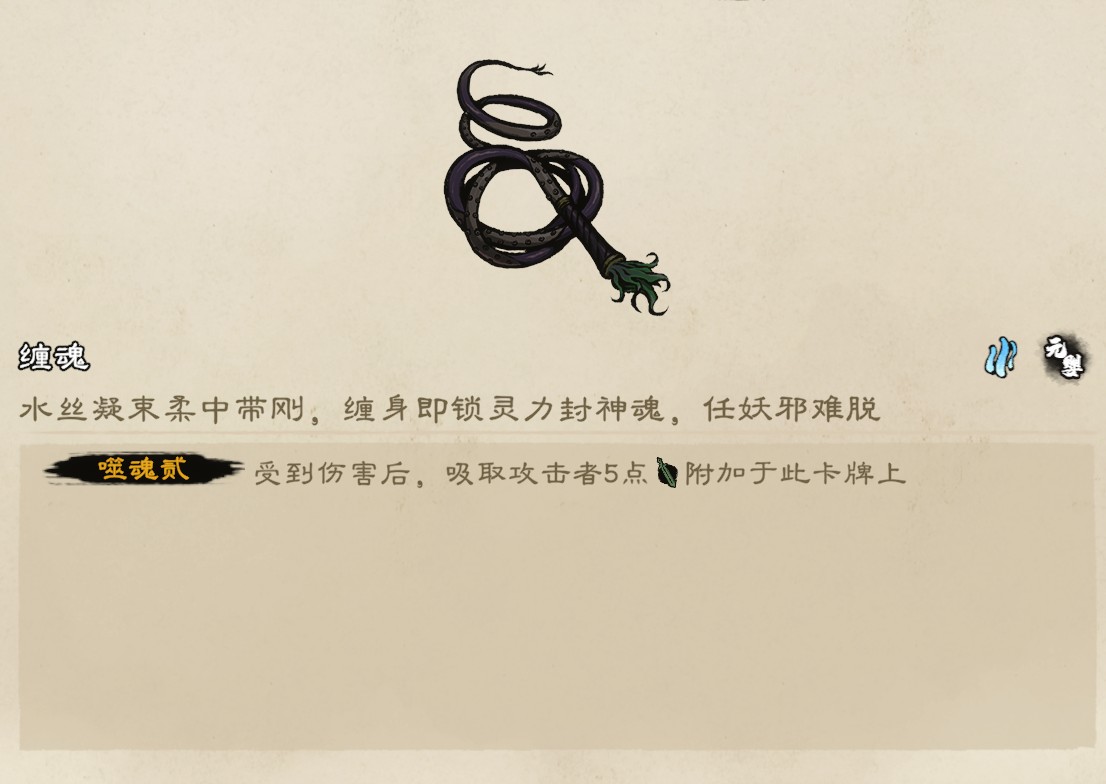 缠魂
元婴
水丝凝束柔中带刚，缠身即锁灵力封神魂，任妖邪难脱
噬魂贰 受到伤害后，吸取攻击者5点附加于此卡牌上